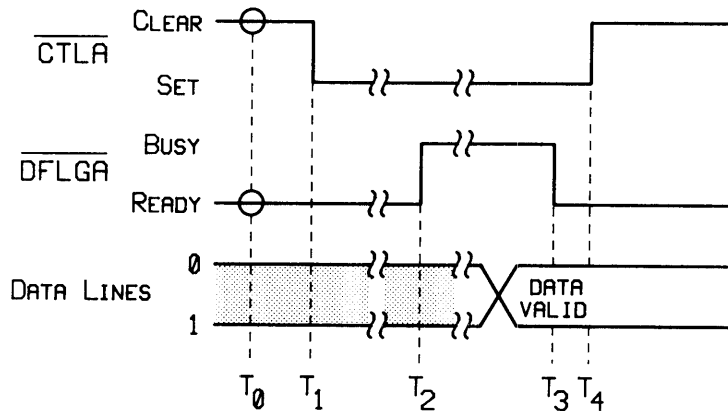 CLEAR
CTLA
SET
BUSY
DFLGA
READY
0
DATA LINES
DATA
VALID
1
T0 T1 T2 T3 T4